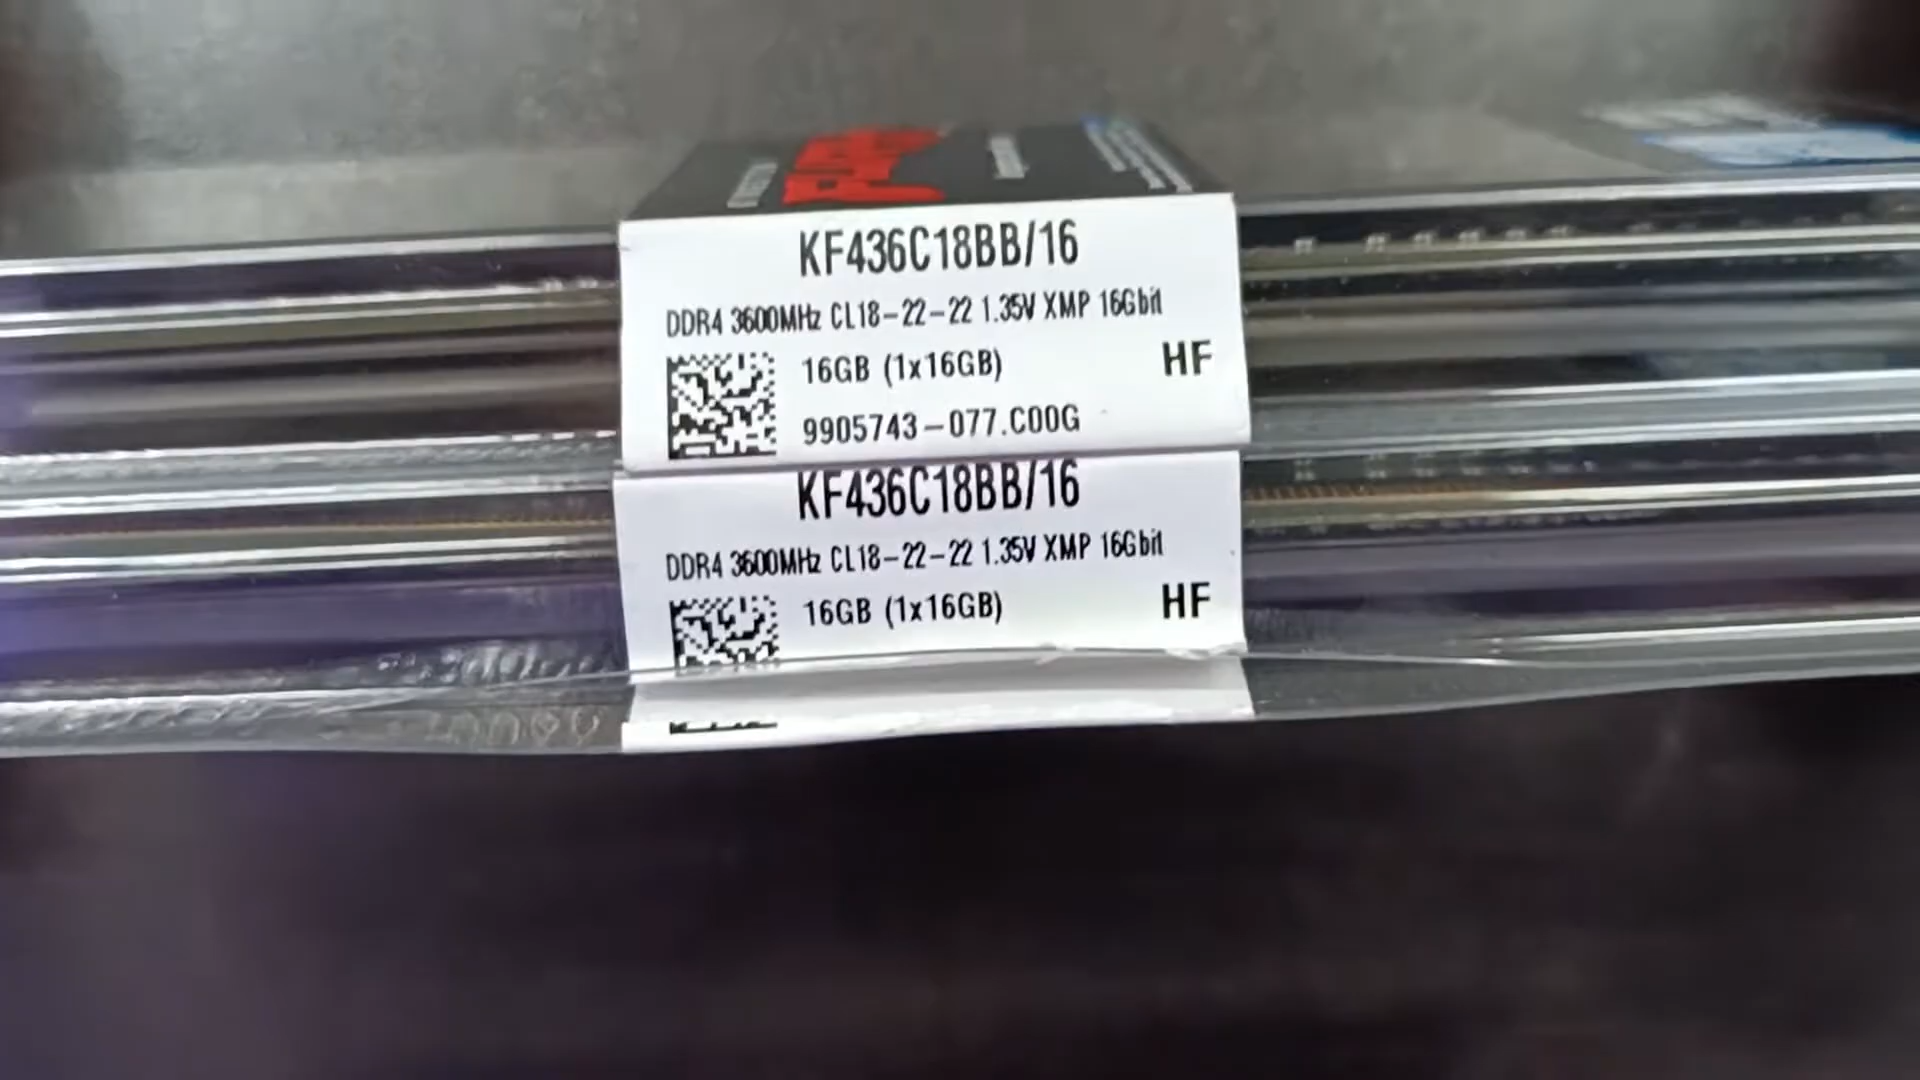 KF436C18BB/16
DDR4 3600MHz CL18-22-22 1.35V XMP 16Gbit
16GB (1x16GB) HF
9905743-077.C00G
KF436C18BB/16
DDR4 3600MHz CL18-22-22 1.35V XMP 16Gbit
16GB (1x16GB) HF